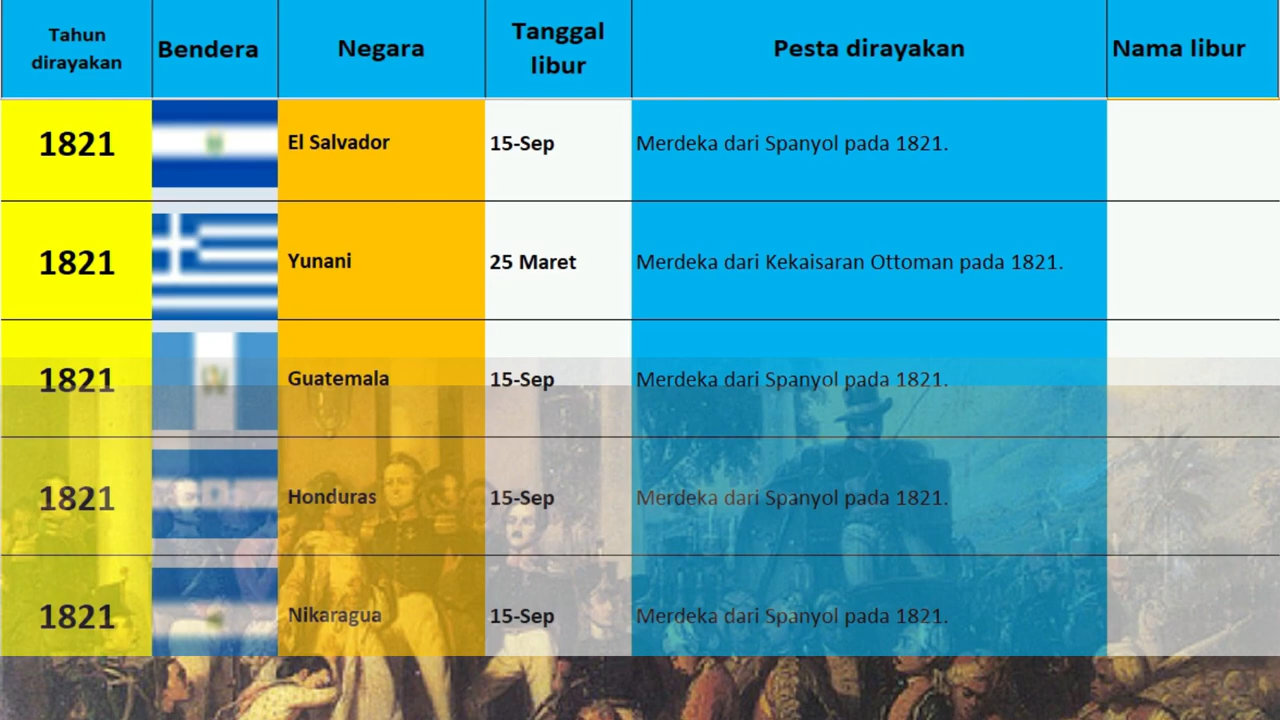 Tahun
dirayakan
Bendera
Negara
Tanggal
libur
Pesta dirayakan
Nama libur
1821 El Salvador 15-Sep Merdeka dari Spanyol pada 1821.
1821 Yunani 25 Maret Merdeka dari Kekaisaran Ottoman pada 1821.
1821 Guatemala 15-Sep Merdeka dari Spanyol pada 1821.
1821 Honduras 15-Sep Merdeka dari Spanyol pada 1821.
1821 Nikaragua 15-Sep Merdeka dari Spanyol pada 1821.